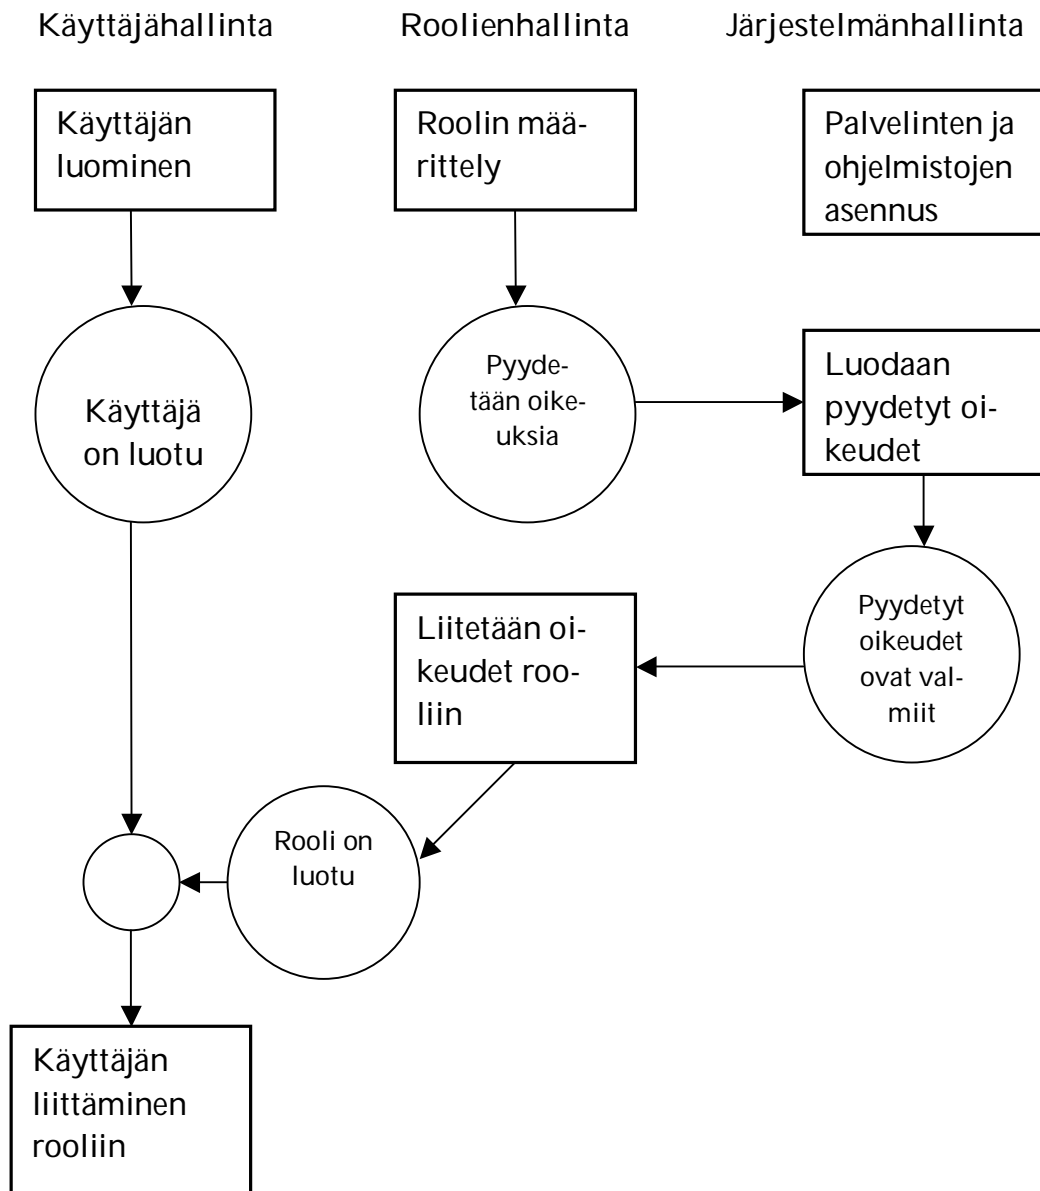 Käyttäjähallinta
Roolienhallinta
Järjestelmänhallinta
Käyttäjän
luominen
Roolin mää-
rittely
Palvelinten ja
ohjelmistojen
asennus
Käyttäjä
on luotu
Pyyde-
tään oike-
uksia
Luodaan
pyydetyt oi-
keudet
Liitetään oi-
keudet roo-
liin
Pyydetyt
oikeudet
ovat val-
miit
Rooli on
luotu
Käyttäjän
liittäminen
rooliin